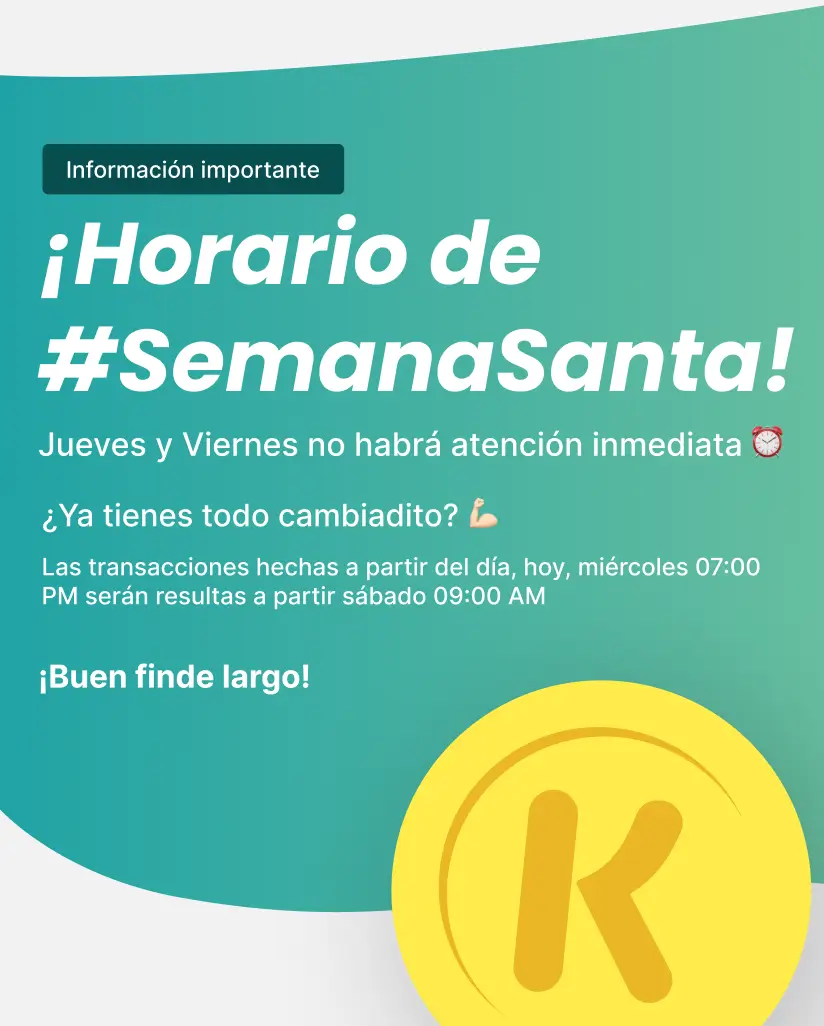 Información importante
¡Horario de
#SemanaSanta!
Jueves y Viernes no habrá atención inmediata ⏰
¿Ya tienes todo cambiadito? 💪🏻
Las transacciones hechas a partir del día, hoy, miércoles 07:00
PM serán resultas a partir sábado 09:00 AM
¡Buen finde largo!
K